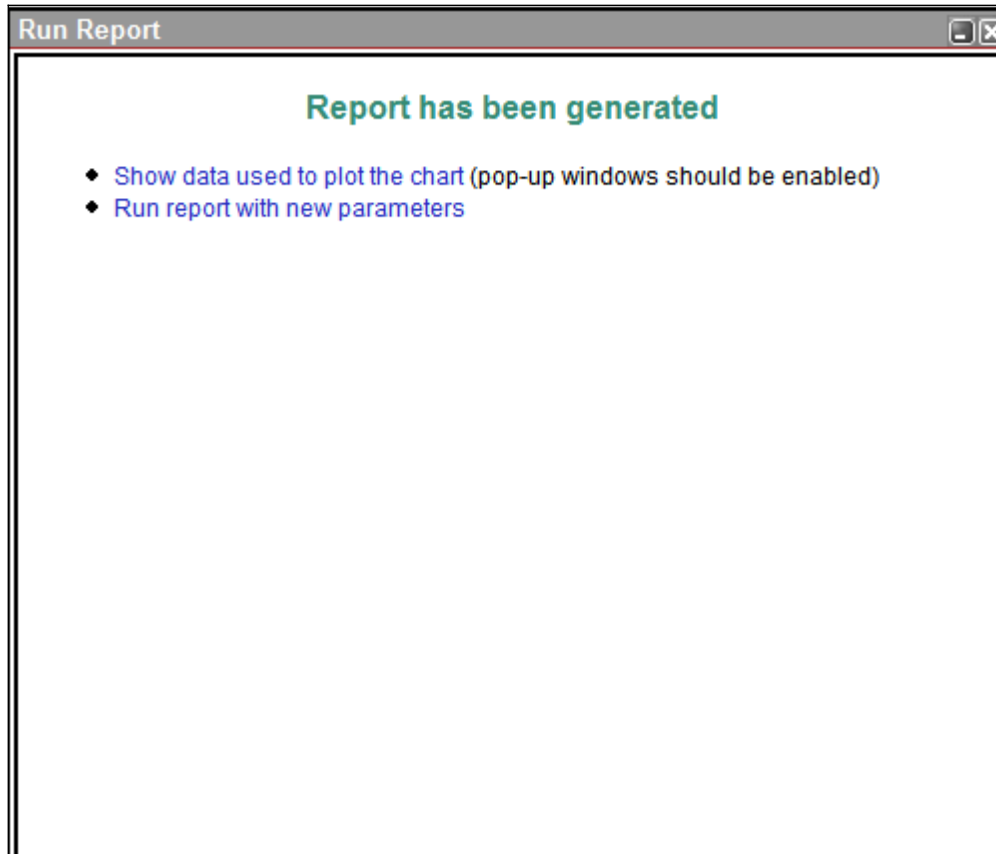 Run Report
Report has been generated
Show data used to plot the chart (pop-up windows should be enabled)
Run report with new parameters